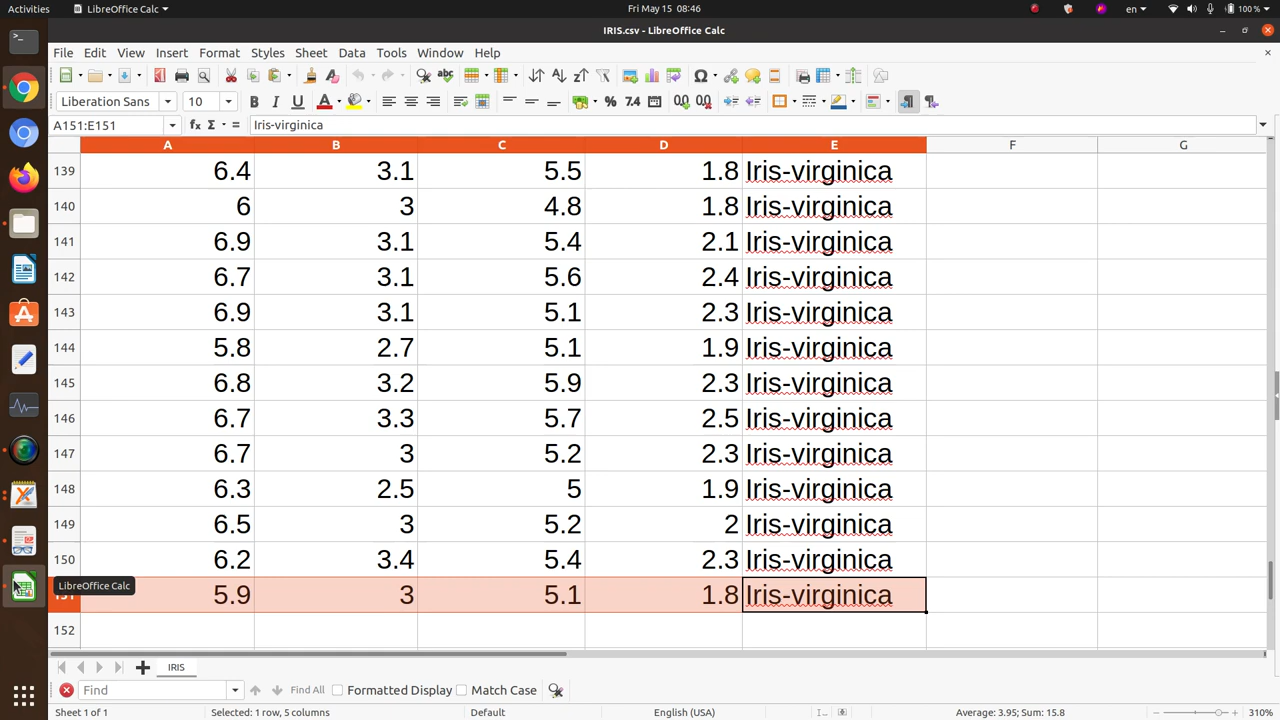 Activities LibreOffice Calc Fri May 15 08:46 en 100 %
IRIS.csv - LibreOffice Calc
File Edit View Insert Format Styles Sheet Data Tools Window Help
Liberation Sans 10
A151:E151 Iris-virginica
A B C D E F G
139 6.4 3.1 5.5 1.8 Iris-virginica
140 6 3 4.8 1.8 Iris-virginica
141 6.9 3.1 5.4 2.1 Iris-virginica
142 6.7 3.1 5.6 2.4 Iris-virginica
143 6.9 3.1 5.1 2.3 Iris-virginica
144 5.8 2.7 5.1 1.9 Iris-virginica
145 6.8 3.2 5.9 2.3 Iris-virginica
146 6.7 3.3 5.7 2.5 Iris-virginica
147 6.7 3 5.2 2.3 Iris-virginica
148 6.3 2.5 5 1.9 Iris-virginica
149 6.5 3 5.2 2 Iris-virginica
150 6.2 3.4 5.4 2.3 Iris-virginica
LibreOffice Calc
5.9 3 5.1 1.8 Iris-virginica
152
IRIS
Find Find All Formatted Display Match Case
Sheet 1 of 1 Selected: 1 row, 5 columns Default English (USA) Average: 3.95; Sum: 15.8 310%